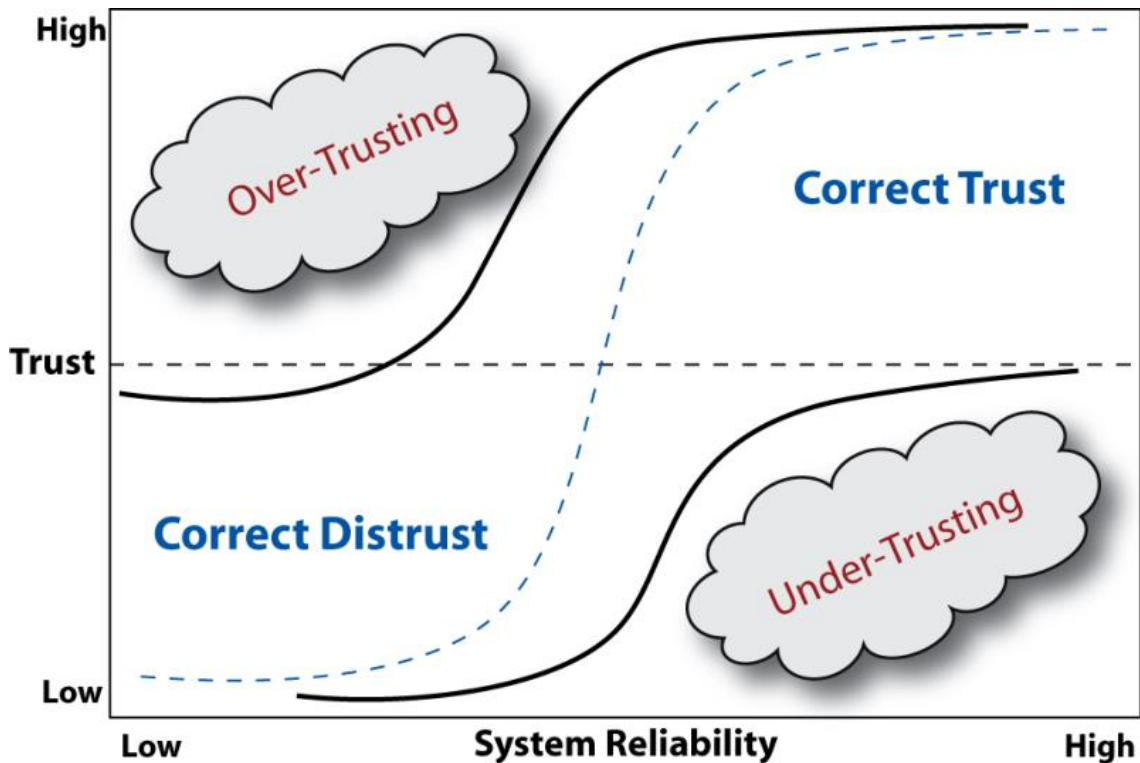 High
Over-Trusting
Correct Trust
Trust
Correct Distrust
Under-Trusting
Low
Low
System Reliability
High